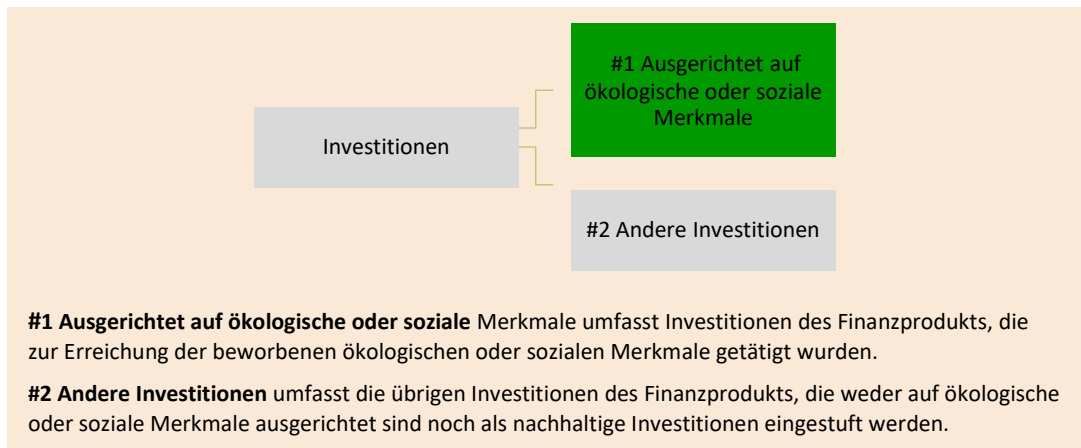 #1 Ausgerichtet auf
ökologische oder soziale
Merkmale
Investitionen
#2 Andere Investitionen
#1 Ausgerichtet auf ökologische oder soziale Merkmale umfasst Investitionen des Finanzprodukts, die
zur Erreichung der beworbenen ökologischen oder sozialen Merkmale getätigt wurden.
#2 Andere Investitionen umfasst die übrigen Investitionen des Finanzprodukts, die weder auf ökologische
oder soziale Merkmale ausgerichtet sind noch als nachhaltige Investitionen eingestuft werden.